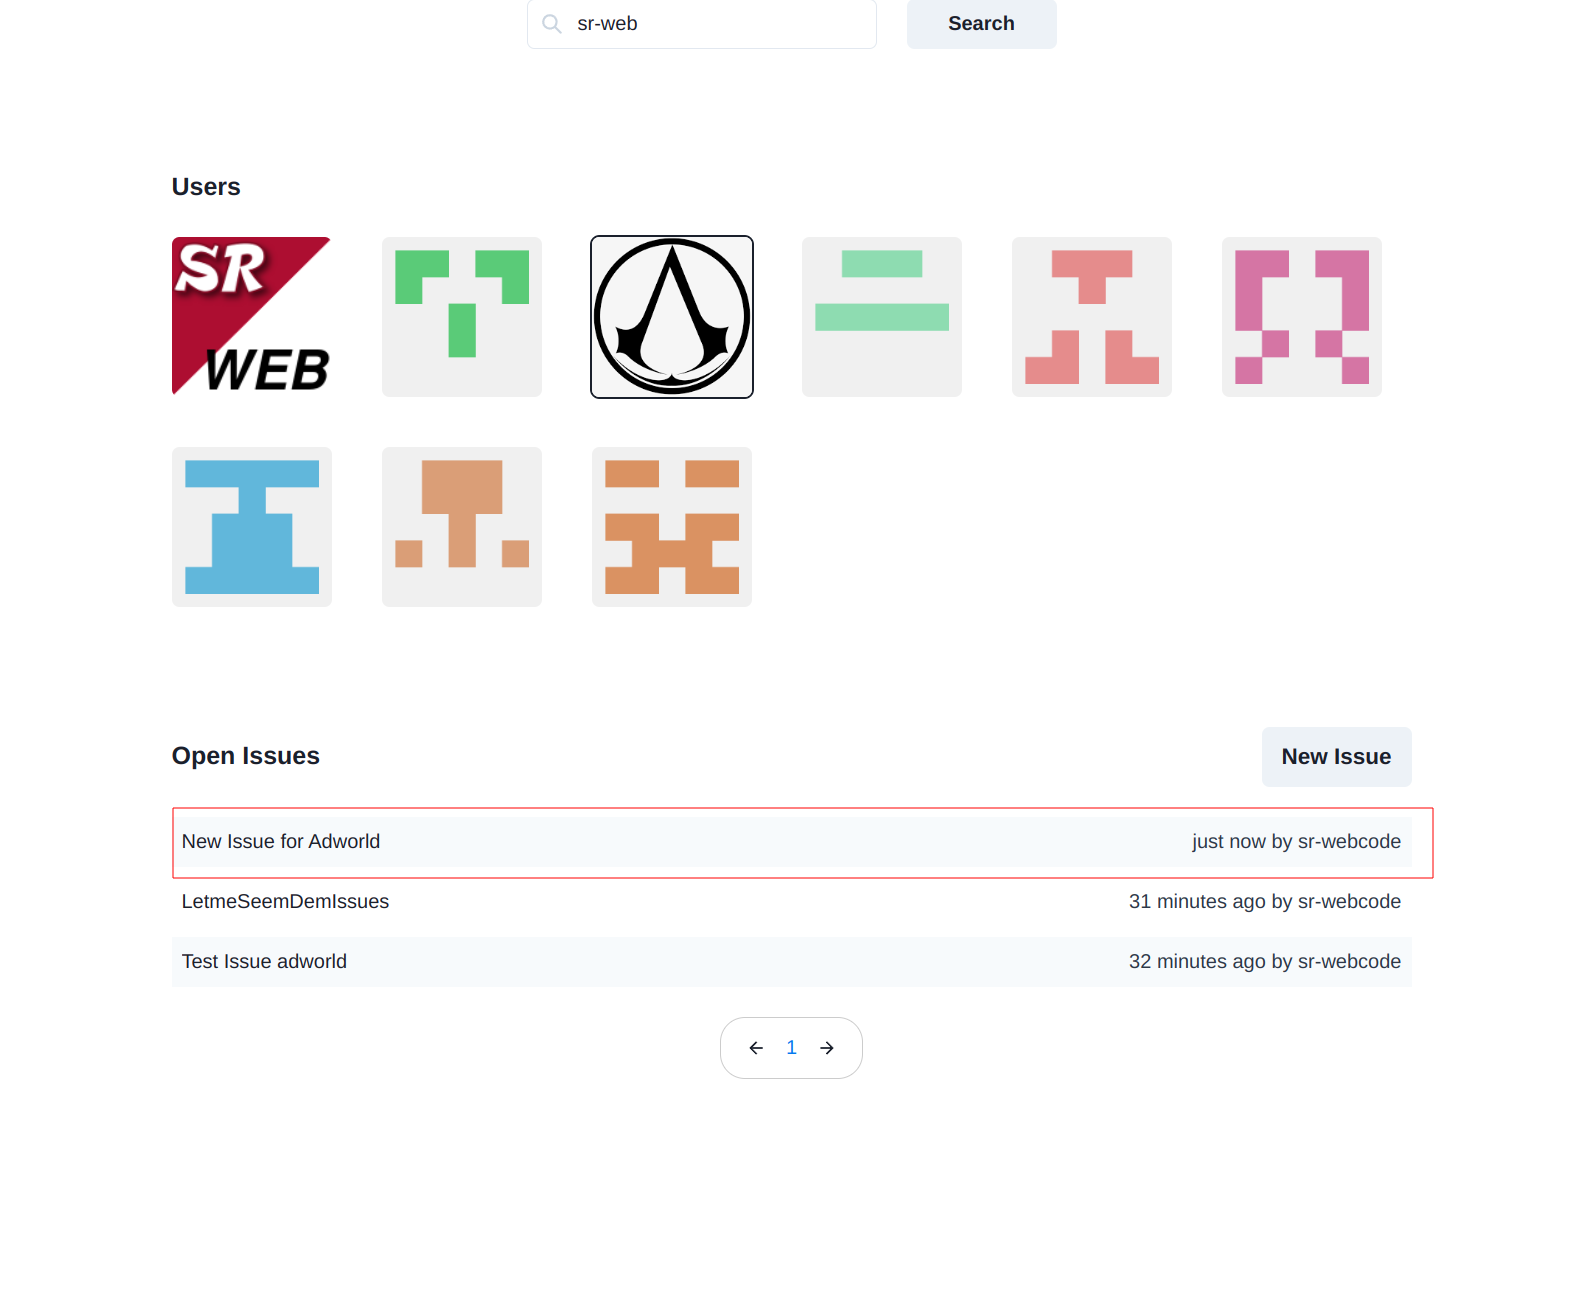 sr-web
Search
Users
SR
WEB
Open Issues
New Issue
New Issue for Adworld
just now by sr-webcode
LetmeSeemDemIssues
31 minutes ago by sr-webcode
Test Issue adworld
32 minutes ago by sr-webcode
1